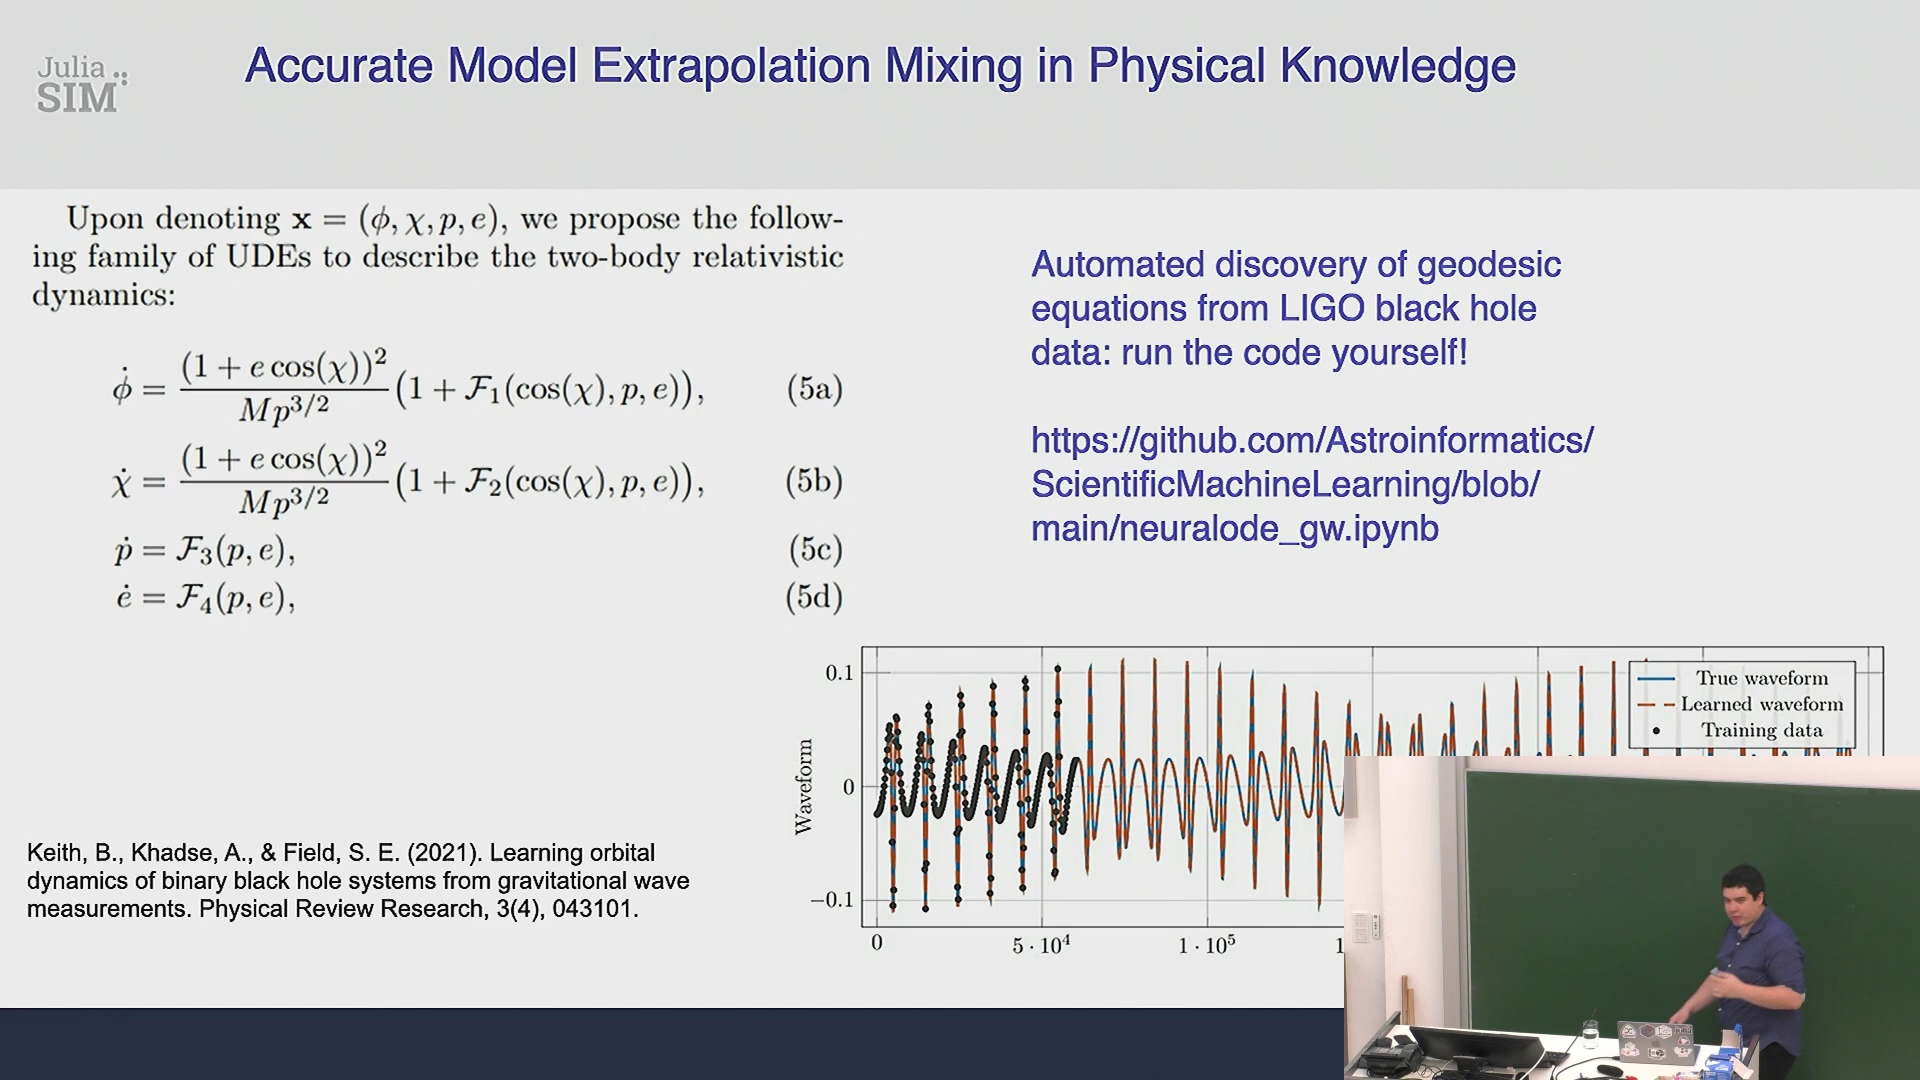 Julia
SIM
Accurate Model Extrapolation Mixing in Physical Knowledge
Upon denoting x = (ϕ, χ, p, e), we propose the follow-
ing family of UDEs to describe the two-body relativistic
dynamics:
ϕ̇ = (1 + e cos(χ))² / Mp^{3/2} (1 + ℱ₁(cos(χ), p, e)), (5a)
χ̇ = (1 + e cos(χ))² / Mp^{3/2} (1 + ℱ₂(cos(χ), p, e)), (5b)
ṗ = ℱ₃(p, e), (5c)
ė = ℱ₄(p, e), (5d)
Automated discovery of geodesic
equations from LIGO black hole
data: run the code yourself!
https://github.com/Astroinformatics/
ScientificMachineLearning/blob/
main/neuralode_gw.ipynb
Keith, B., Khadse, A., & Field, S. E. (2021). Learning orbital
dynamics of binary black hole systems from gravitational wave
measurements. Physical Review Research, 3(4), 043101.
Waveform
0.1
0
−0.1
0
5 · 10⁴
1 · 10⁵
1
True waveform
Learned waveform
Training data